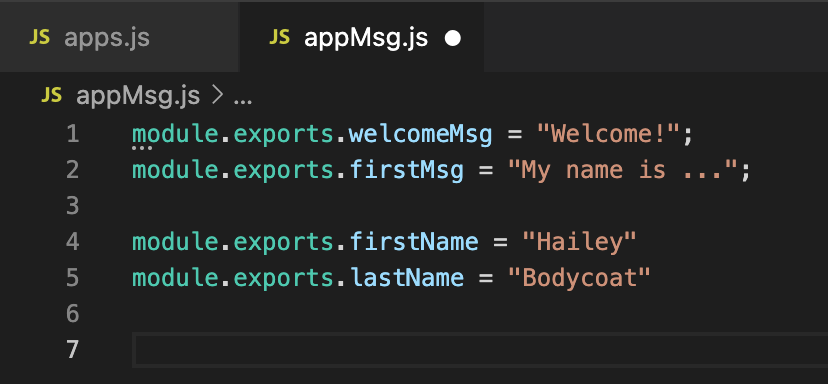 JS apps.js JS appMsg.js ●
JS appMsg.js > ...
1 module.exports.welcomeMsg = "Welcome!";
2 module.exports.firstMsg = "My name is ...";
3
4 module.exports.firstName = "Hailey"
5 module.exports.lastName = "Bodycoat"
6
7